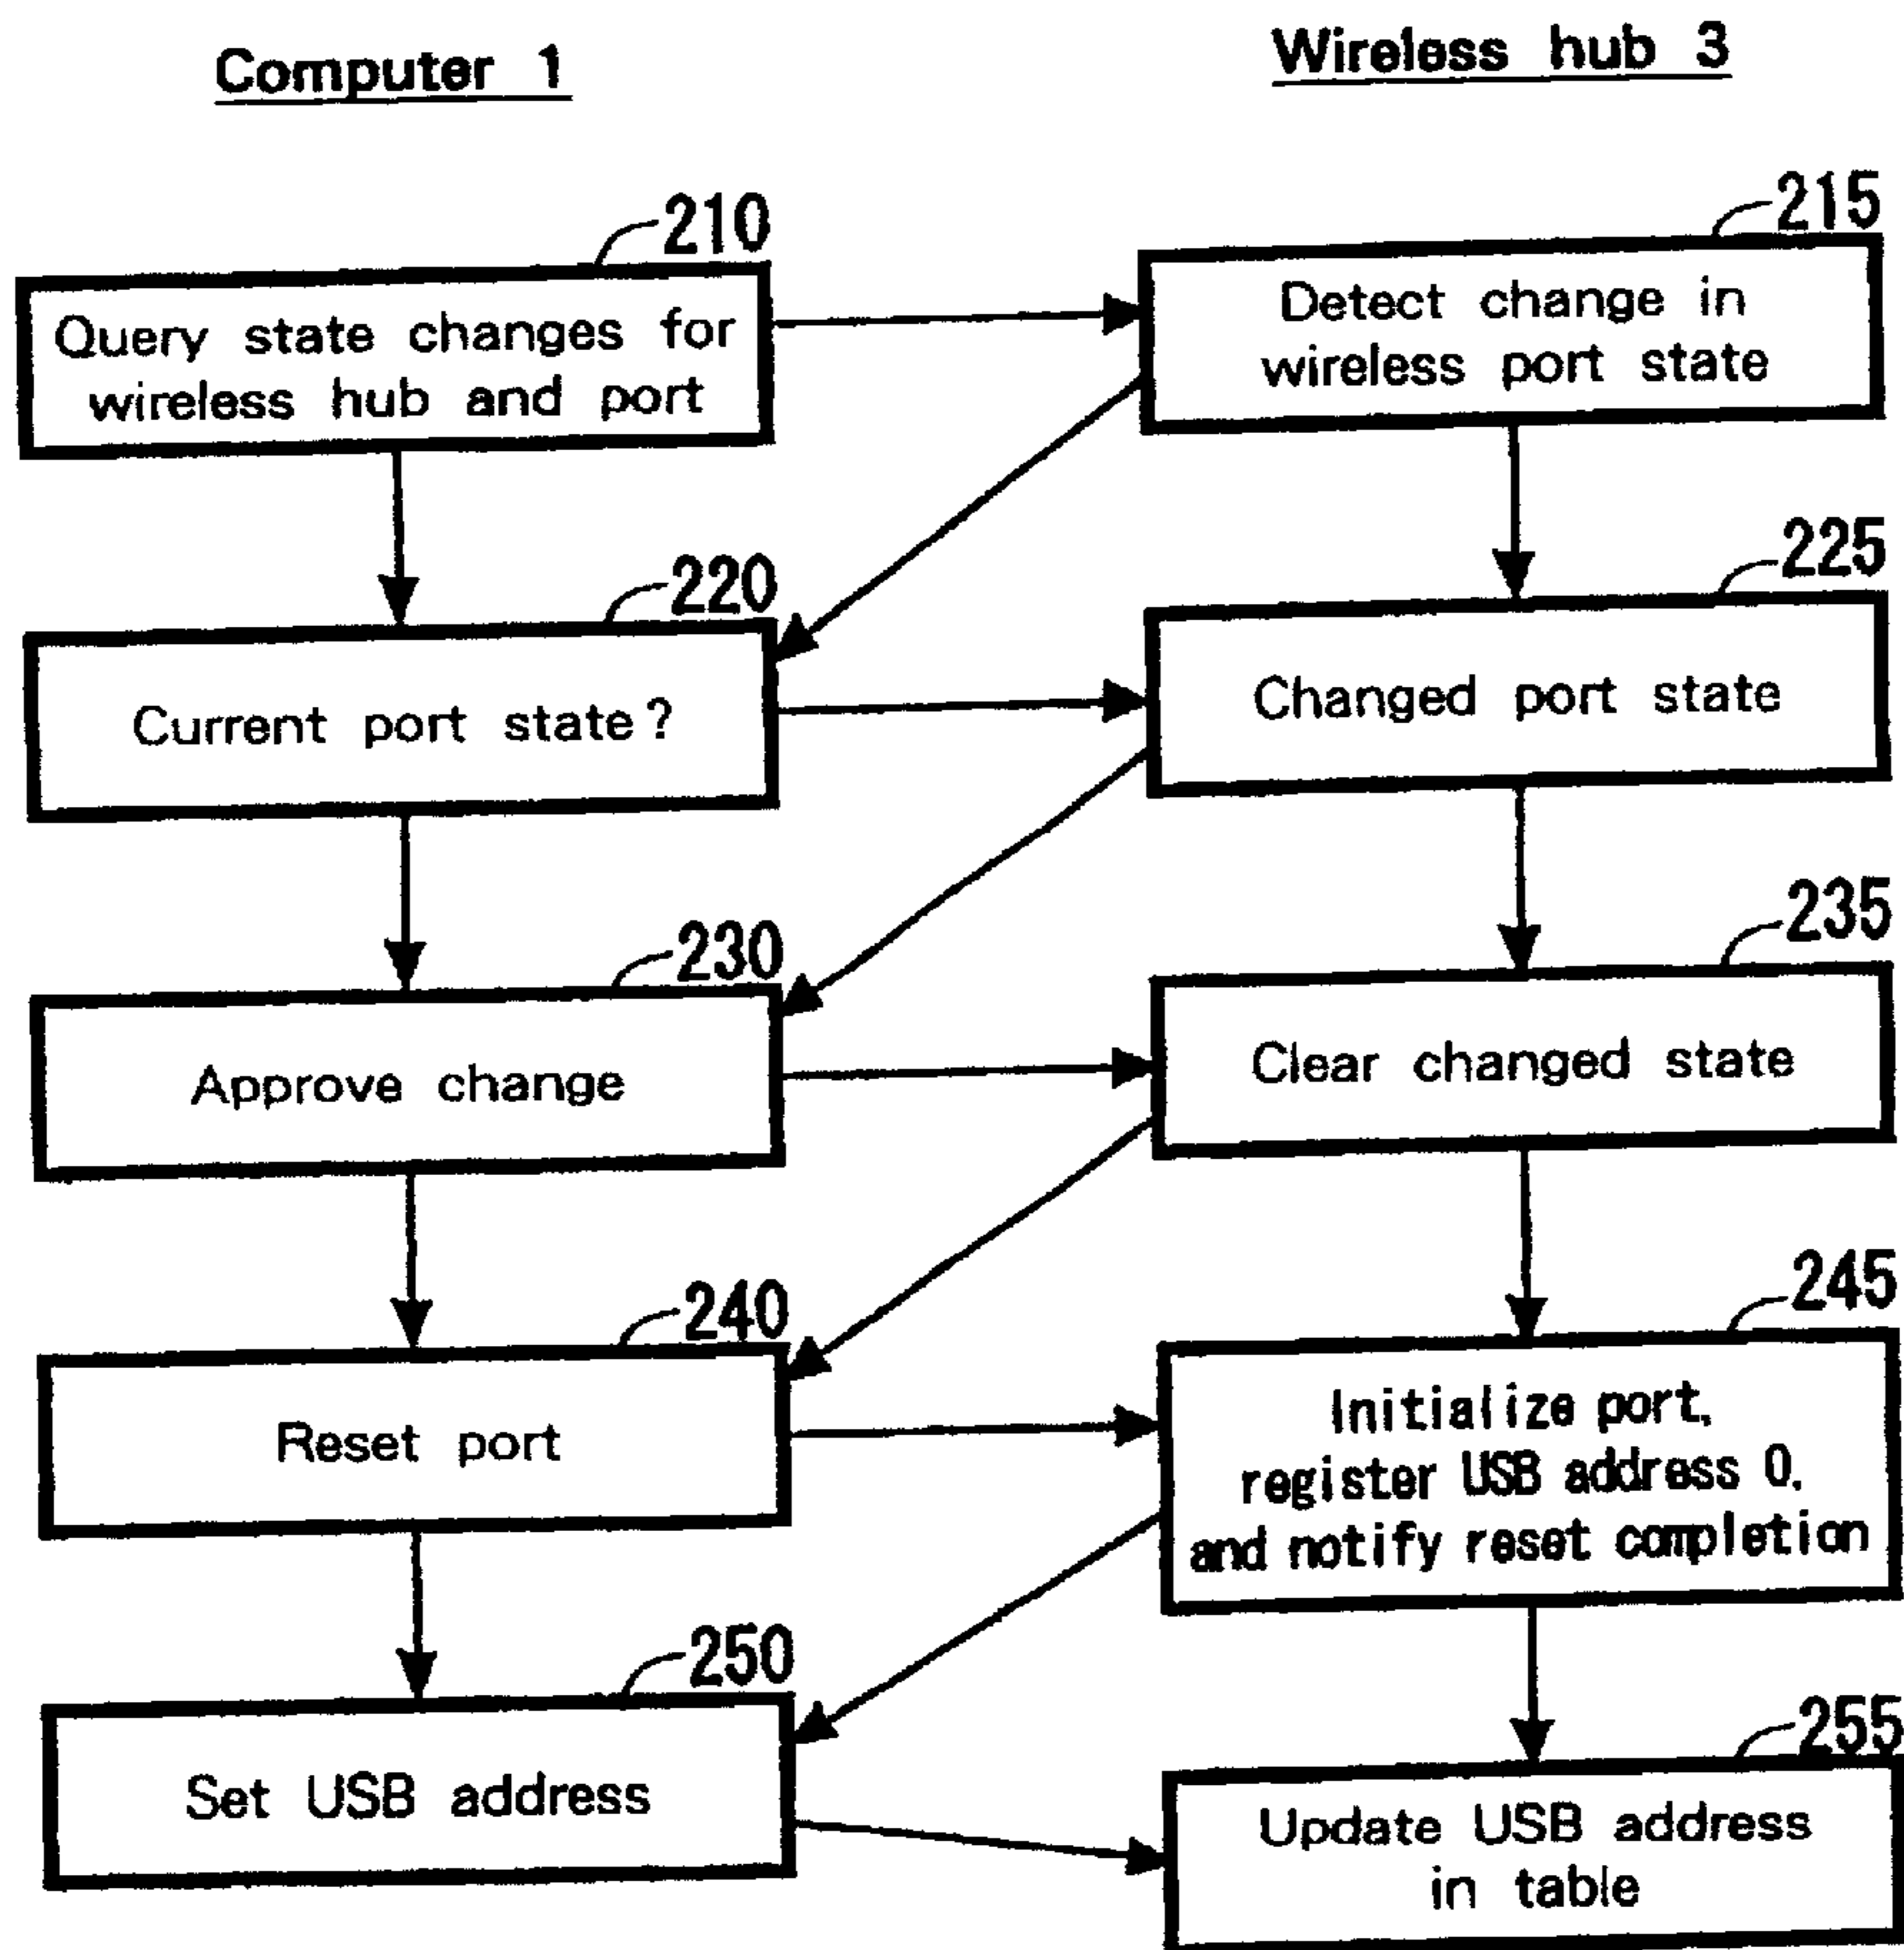 Computer 1
Wireless hub 3
210
Query state changes for
wireless hub and port
215
Detect change in
wireless port state
220
Current port state?
225
Changed port state
230
Approve change
235
Clear changed state
240
Reset port
245
Initialize port,
register USB address 0,
and notify reset completion
250
Set USB address
255
Update USB address
in table